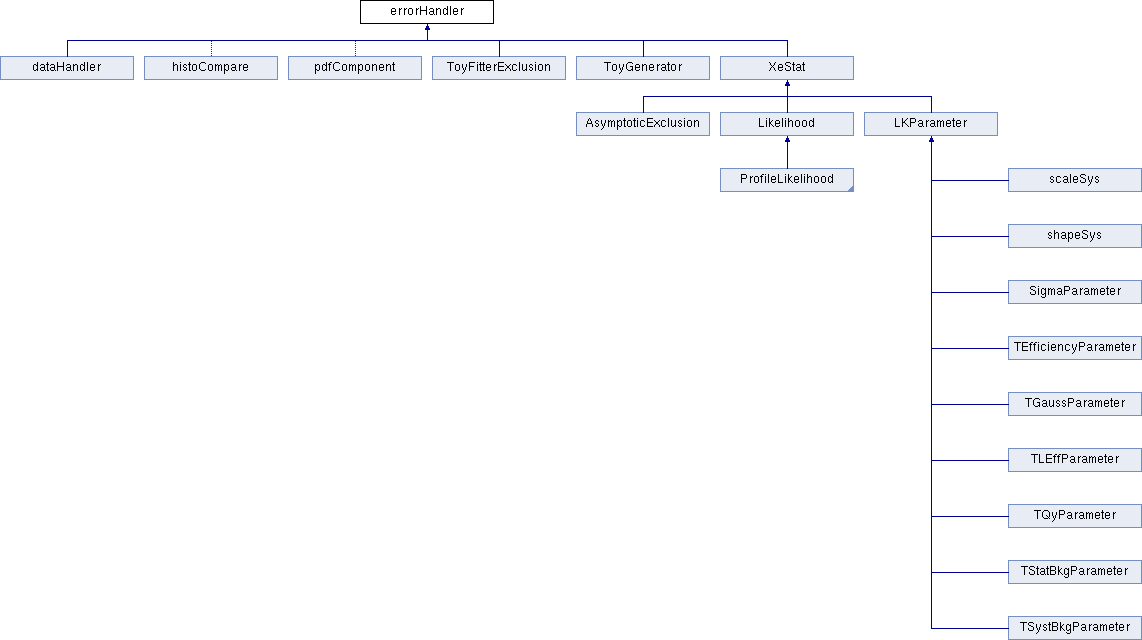 errorHandler
dataHandler
histoCompare
pdfComponent
ToyFitterExclusion
ToyGenerator
XeStat
AsymptoticExclusion
Likelihood
LKParameter
ProfileLikelihood
scaleSys
shapeSys
SigmaParameter
TEfficiencyParameter
TGaussParameter
TLEffParameter
TQyParameter
TStatBkgParameter
TSystBkgParameter